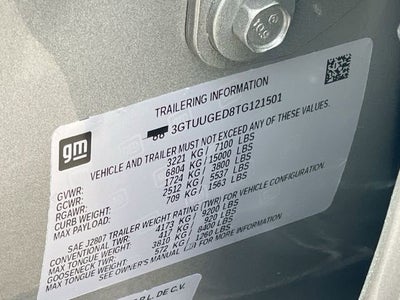 TRAILERING INFORMATION
3GTUUGED8TG121501
gm
VEHICLE AND TRAILER MUST NOT EXCEED ANY OF THESE VALUES.
GVWR: 3221 KG / 7100 LBS
GCWR: 6804 KG / 15000 LBS
RGAWR: 1724 KG / 3800 LBS
CURB WEIGHT: 2512 KG / 5537 LBS
MAX PAYLOAD: 709 KG / 1563 LBS
SAE J2807 TRAILER WEIGHT RATING (TWR) FOR VEHICLE CONFIGURATION.
CONVENTIONAL TWR: 4173 KG / 9200 LBS
MAX TONGUE WEIGHT: 417 KG / 920 LBS
GOOSENECK TWR: 3810 KG / 8400 LBS
MAX TONGUE WEIGHT: 572 KG / 1260 LBS
SEE OWNER'S MANUAL FOR MORE INFORMATION
R.L. DE C.V.